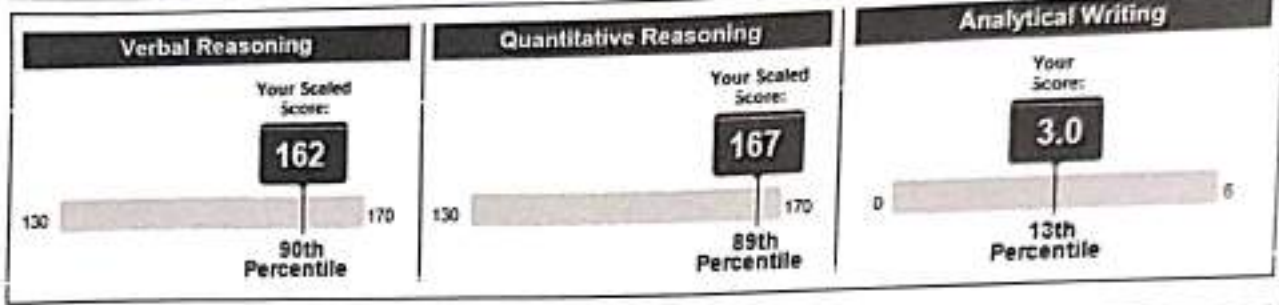 Verbal Reasoning
Your Scaled
Score:
162
130
170
90th
Percentile
Quantitative Reasoning
Your Scaled
Score:
167
130
170
89th
Percentile
Analytical Writing
Your
Score:
3.0
0
6
13th
Percentile